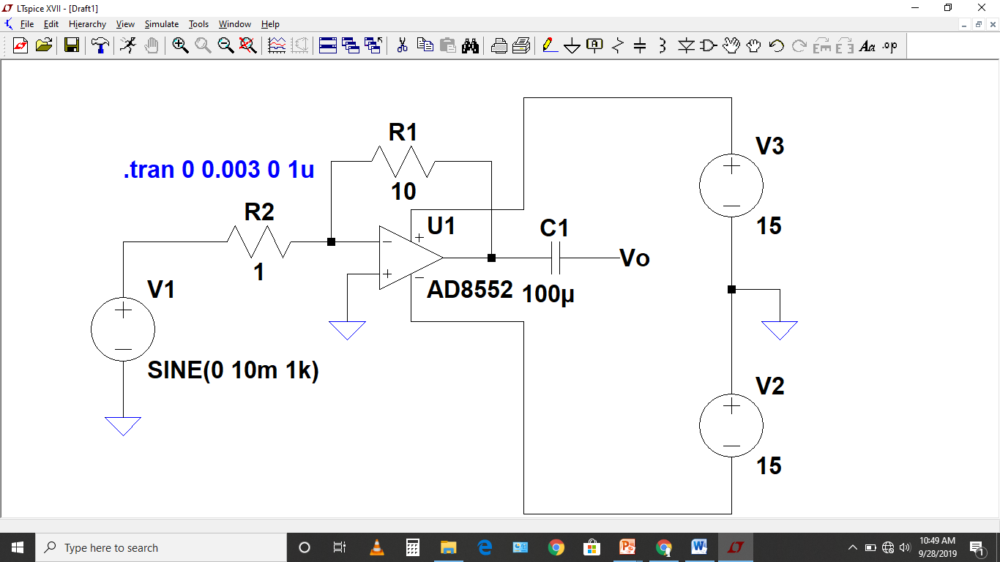 LTspice XVII - [Draft1]
File Edit Hierarchy View Simulate Tools Window Help
Aa .op
R1
V3
.tran 0 0.003 0 1u
10
R2
U1
C1
15
Vo
1
V1
AD8552
100µ
SINE(0 10m 1k)
V2
15
Type here to search
10:49 AM
9/28/2019
1